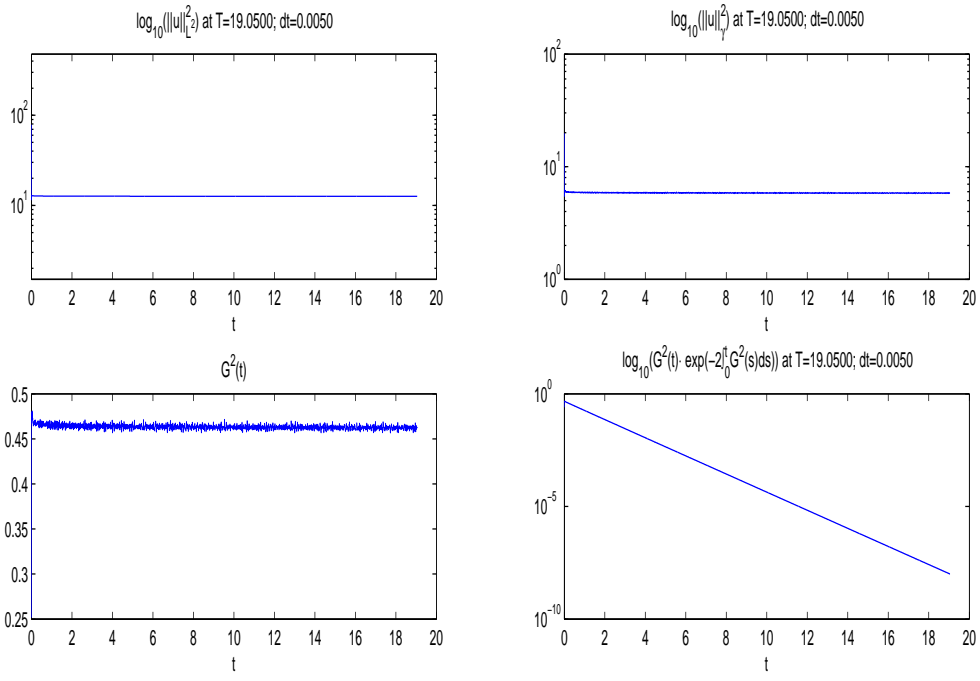 log₁₀(||u||²_L²) at T=19.0500; dt=0.0050
10²
10¹
0 2 4 6 8 10 12 14 16 18 20
t
log₁₀(||u||²_γ) at T=19.0500; dt=0.0050
10²
10¹
10⁰
0 2 4 6 8 10 12 14 16 18 20
t
G²(t)
0.5
0.45
0.4
0.35
0.3
0.25
0 2 4 6 8 10 12 14 16 18 20
t
log₁₀(G²(t)· exp(−2∫₀ᵗG²(s)ds)) at T=19.0500; dt=0.0050
10⁰
10⁻⁵
10⁻¹⁰
0 2 4 6 8 10 12 14 16 18 20
t